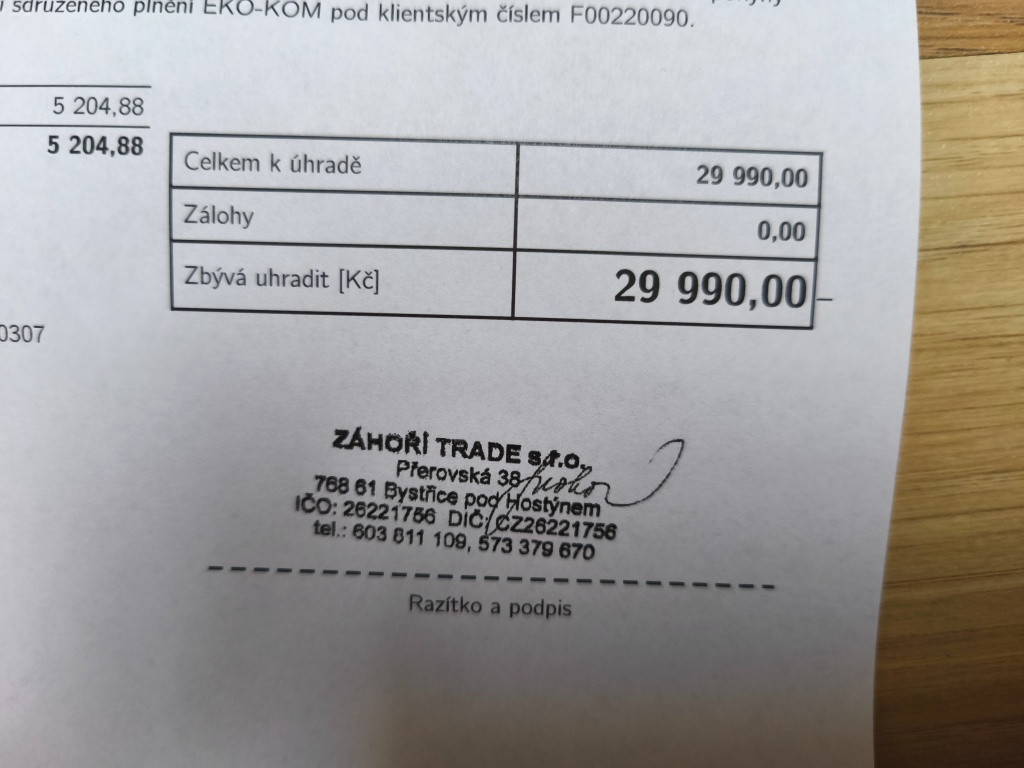 sdruženého plnění EKO-KOM pod klientským číslem F00220090.
5 204,88
5 204,88
Celkem k úhradě 29 990,00
Zálohy 0,00
Zbývá uhradit [Kč] 29 990,00
0307
ZÁHOŘÍ TRADE s.r.o.
Přerovská 38
768 61 Bystřice pod Hostýnem
IČO: 26221756 DIČ: CZ26221756
tel.: 603 811 109, 573 379 670
Razítko a podpis